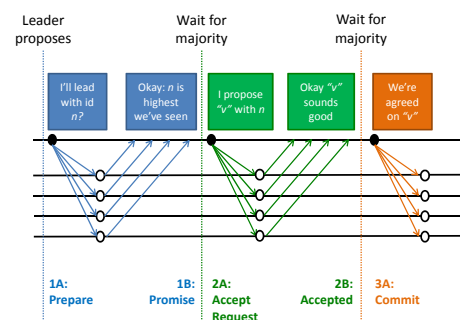 Leader
proposes
Wait for
majority
Wait for
majority
I'll lead
with id
n?
Okay: n is
highest
we've seen
I propose
"v" with n
Okay "v"
sounds
good
We're
agreed
on "v"
1A:
Prepare
1B:
Promise
2A:
Accept
Request
2B:
Accepted
3A:
Commit